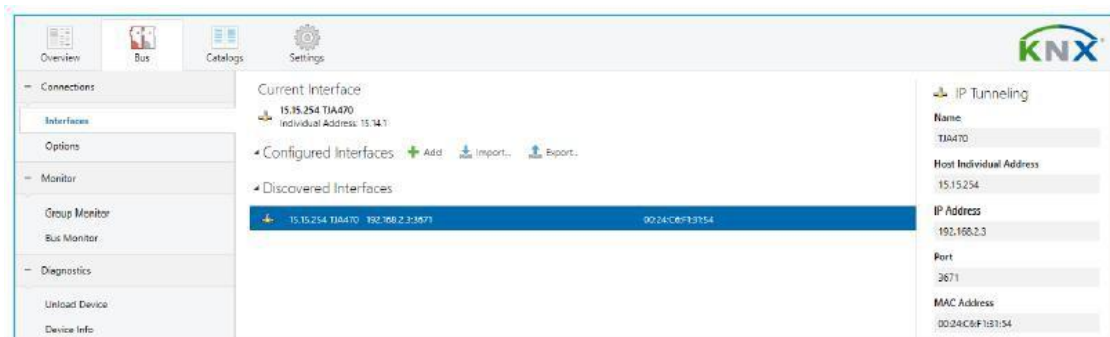 Overview
Bus
Catalogs
Settings
KNX
Connections
Interfaces
Options
Monitor
Group Monitor
Bus Monitor
Diagnostics
Unload Device
Device Info
Current Interface
15.15.254 TJA470
Individual Address: 15.14.1
Configured Interfaces Add Import... Export...
Discovered Interfaces
15.15.254 TJA470 192.168.2.3:3671 00:24:C6:F1:31:54
IP Tunneling
Name
TJA470
Host Individual Address
15.15.254
IP Address
192.168.2.3
Port
3671
MAC Address
00:24:C6:F1:31:54